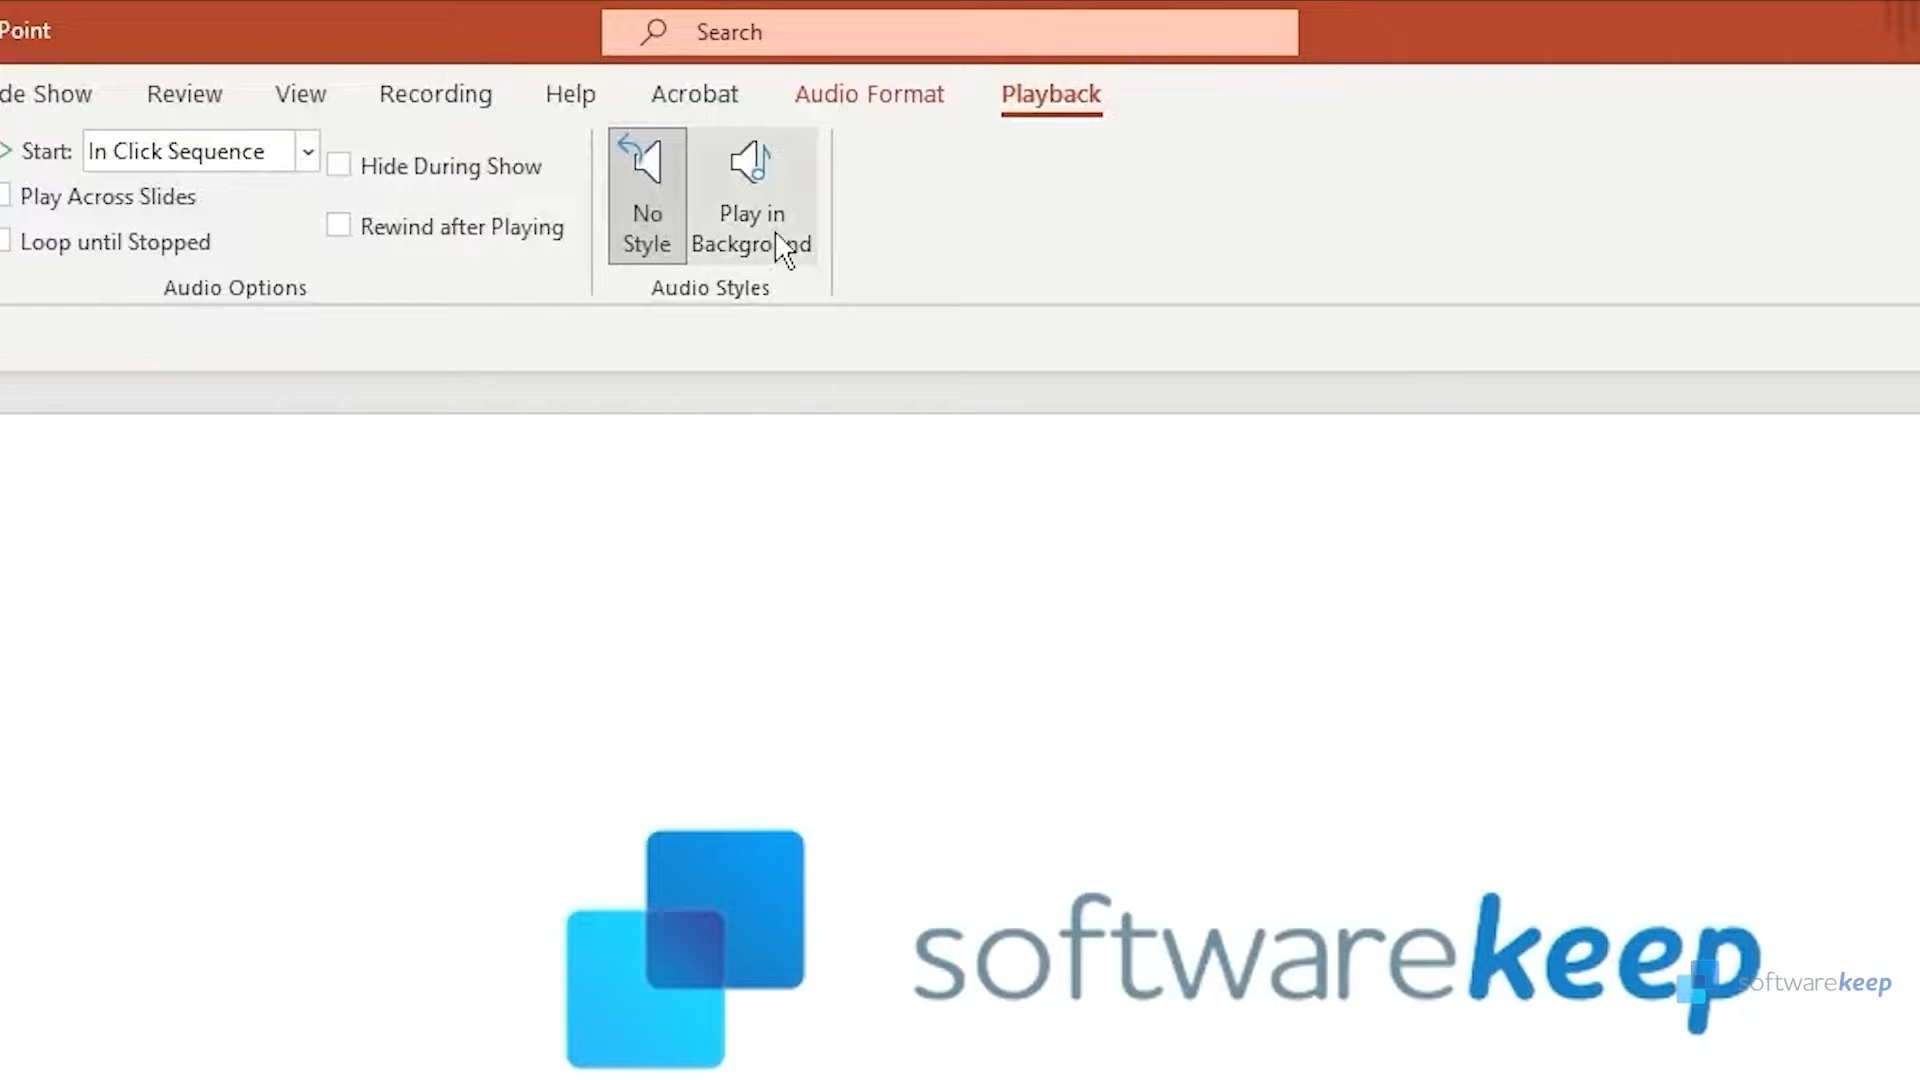 Point
Search
de Show Review View Recording Help Acrobat Audio Format Playback
Start: In Click Sequence
Hide During Show
Play Across Slides
Rewind after Playing
Loop until Stopped
Audio Options
No
Style
Play in
Background
Audio Styles
softwarekeep
softwarekeep